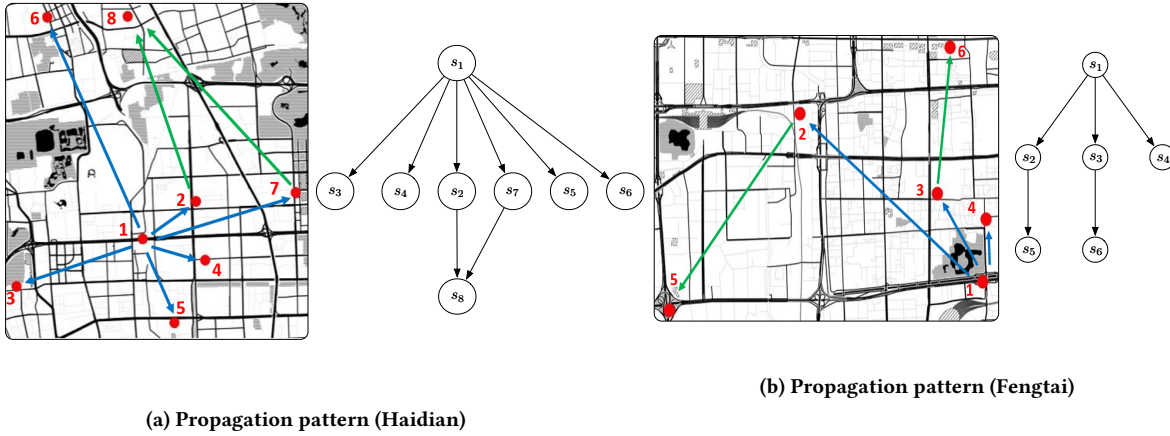 6
8
7
2
1
4
3
5
s₁
s₃ s₄ s₂ s₇ s₅ s₆
s₈
(a) Propagation pattern (Haidian)
6
2
3
4
5
1
s₁
s₂ s₃ s₄
s₅ s₆
(b) Propagation pattern (Fengtai)